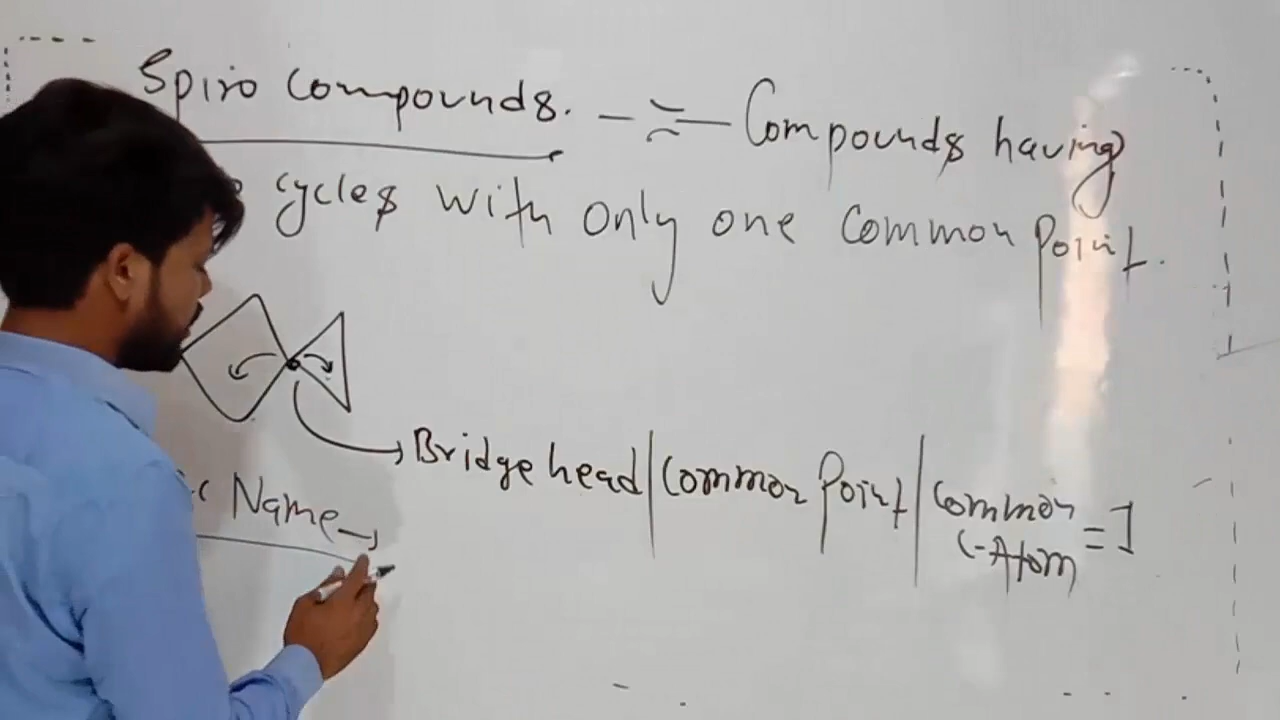 Spiro Compounds. -÷- Compounds having
cycles with only one common point.
Bridge head | Common Point | Common C-Atom = 1
Name →